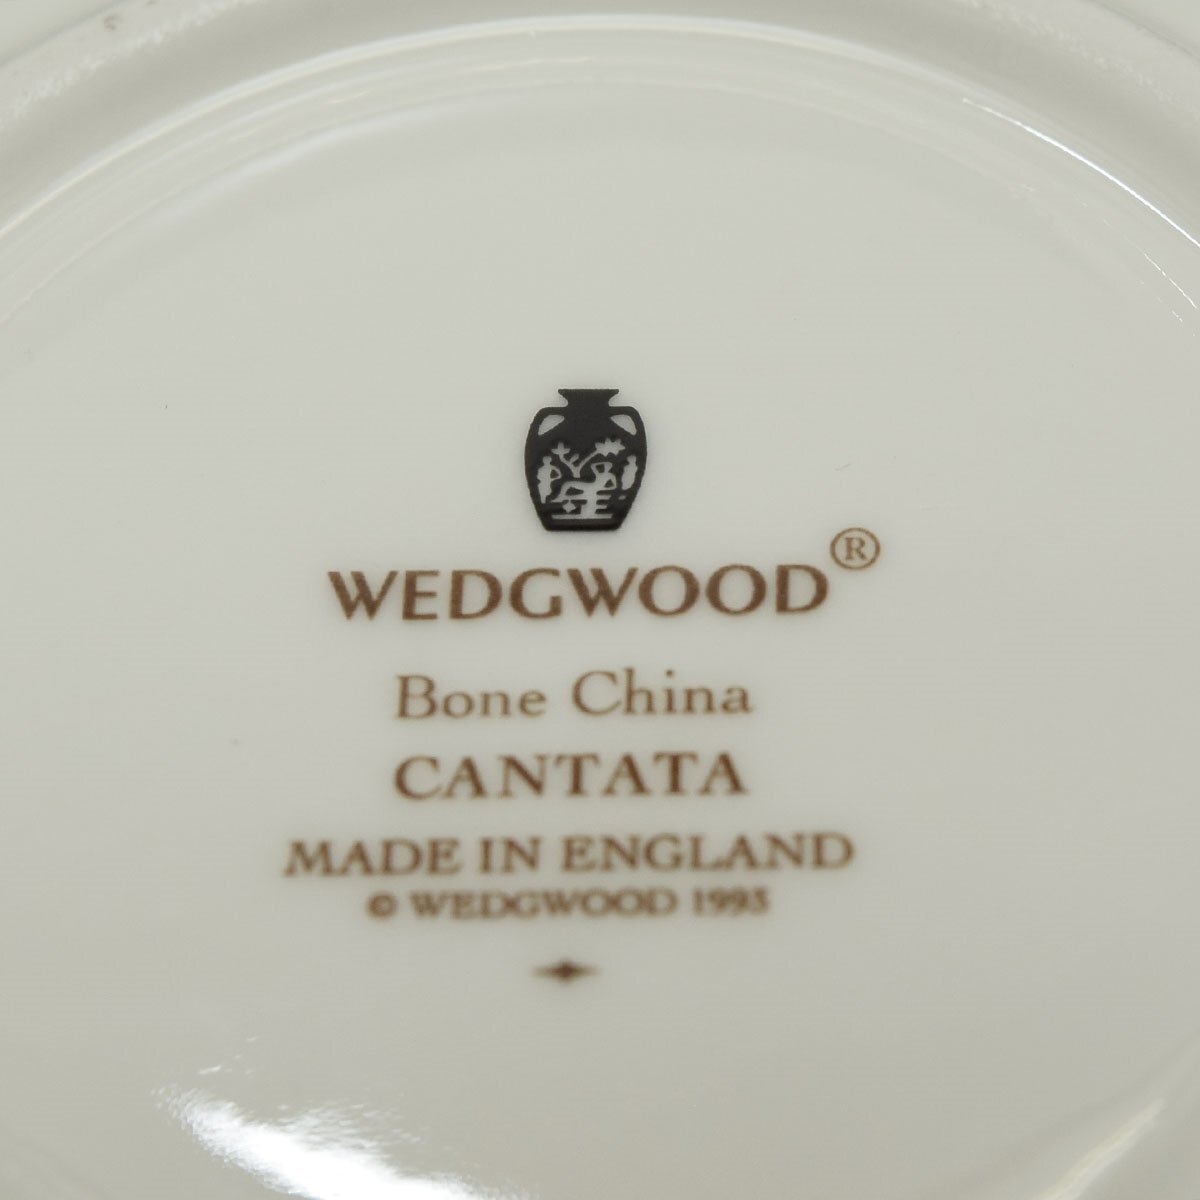 WEDGWOOD®
Bone China
CANTATA
MADE IN ENGLAND
© WEDGWOOD 1993